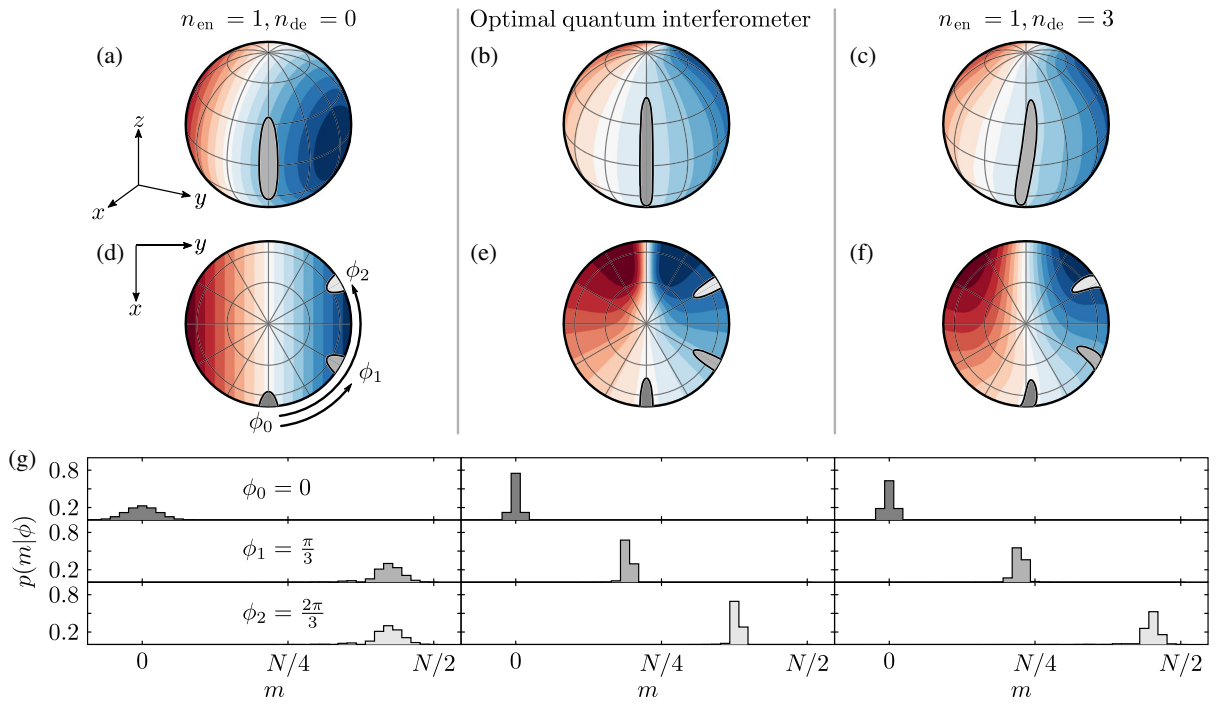 n_en = 1, n_de = 0
Optimal quantum interferometer
n_en = 1, n_de = 3
(a)
(b)
(c)
z
x
y
(d)
y
x
ϕ_2
ϕ_1
ϕ_0
(e)
(f)
(g)
p(m|ϕ)
0.8
0.2
ϕ_0 = 0
0.8
0.2
ϕ_1 = π/3
0.8
0.2
ϕ_2 = 2π/3
0 N/4 N/2 0 N/4 N/2 0 N/4 N/2
m m m